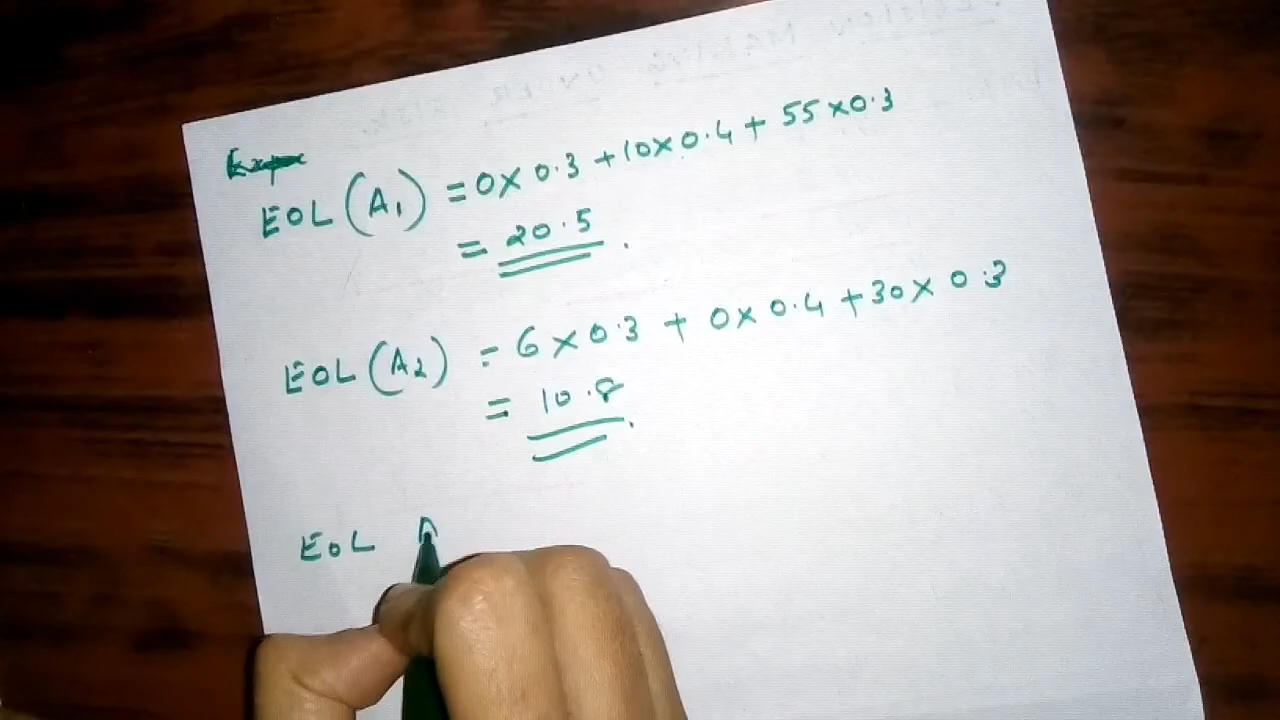 EOL (A1) = 0 x 0.3 + 10 x 0.4 + 55 x 0.3
= 20.5.
EOL (A2) = 6 x 0.3 + 0 x 0.4 + 30 x 0.3
= 10.8.
EOL A